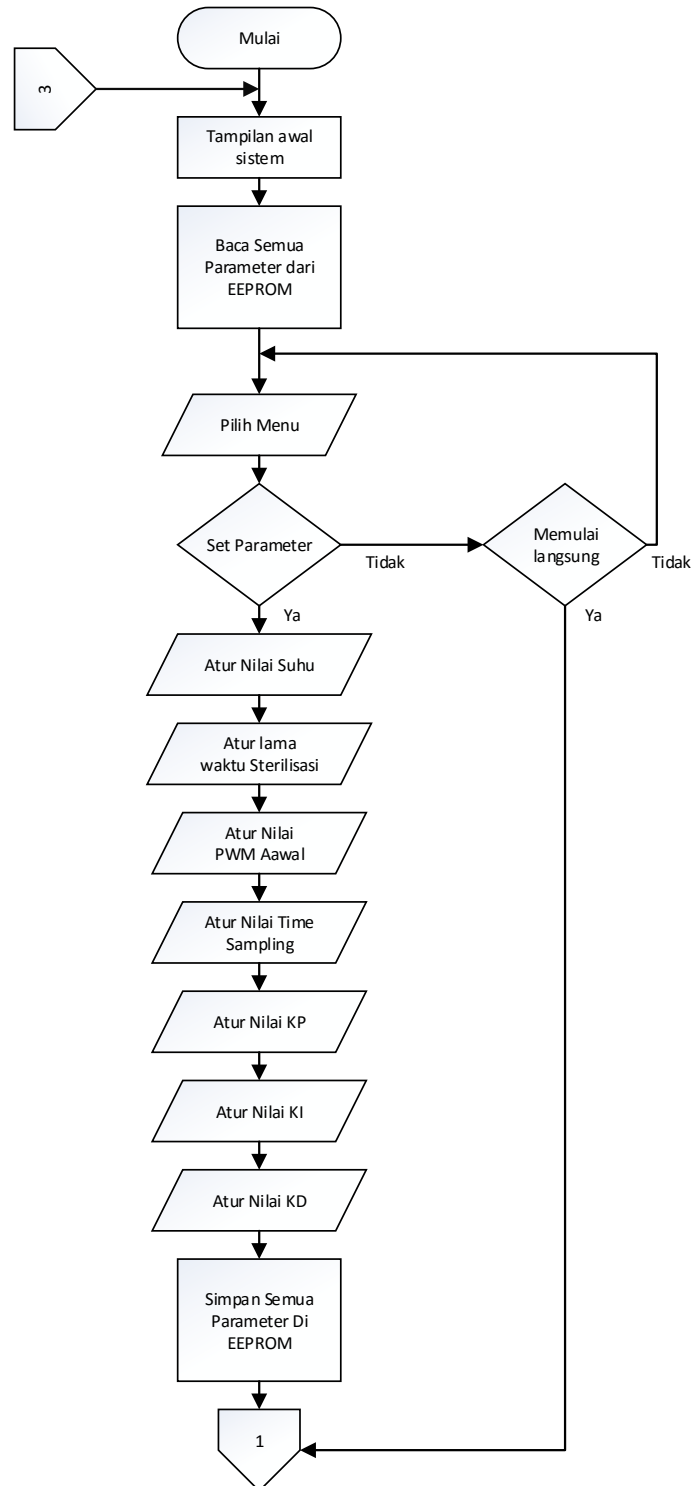 Mulai
3
Tampilan awal
sistem
Baca Semua
Parameter dari
EEPROM
Pilih Menu
Set Parameter
Tidak
Memulai
langsung
Tidak
Ya
Ya
Atur Nilai Suhu
Atur lama
waktu Sterilisasi
Atur Nilai
PWM Aawal
Atur Nilai Time
Sampling
Atur Nilai KP
Atur Nilai KI
Atur Nilai KD
Simpan Semua
Parameter Di
EEPROM
1